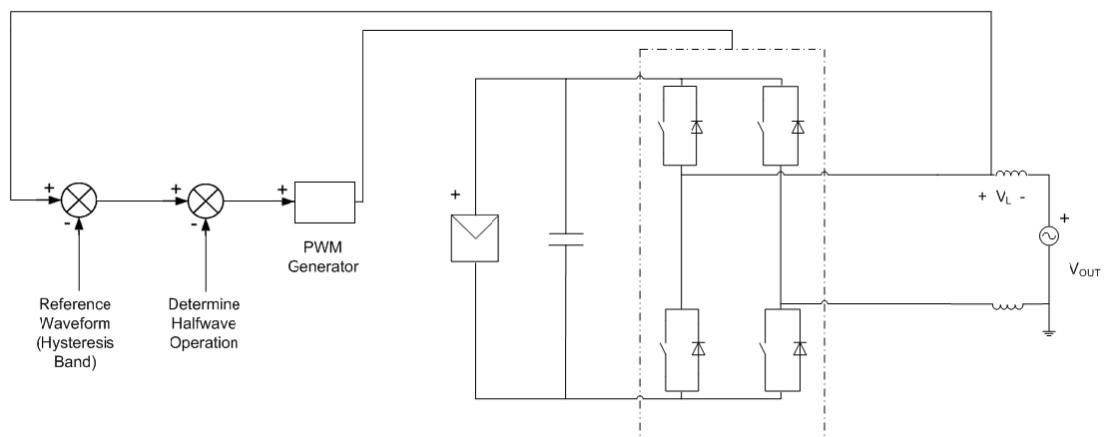 +
-
Reference
Waveform
(Hysteresis
Band)
+
-
Determine
Halfwave
Operation
+
PWM
Generator
+
+ VL -
+
VOUT